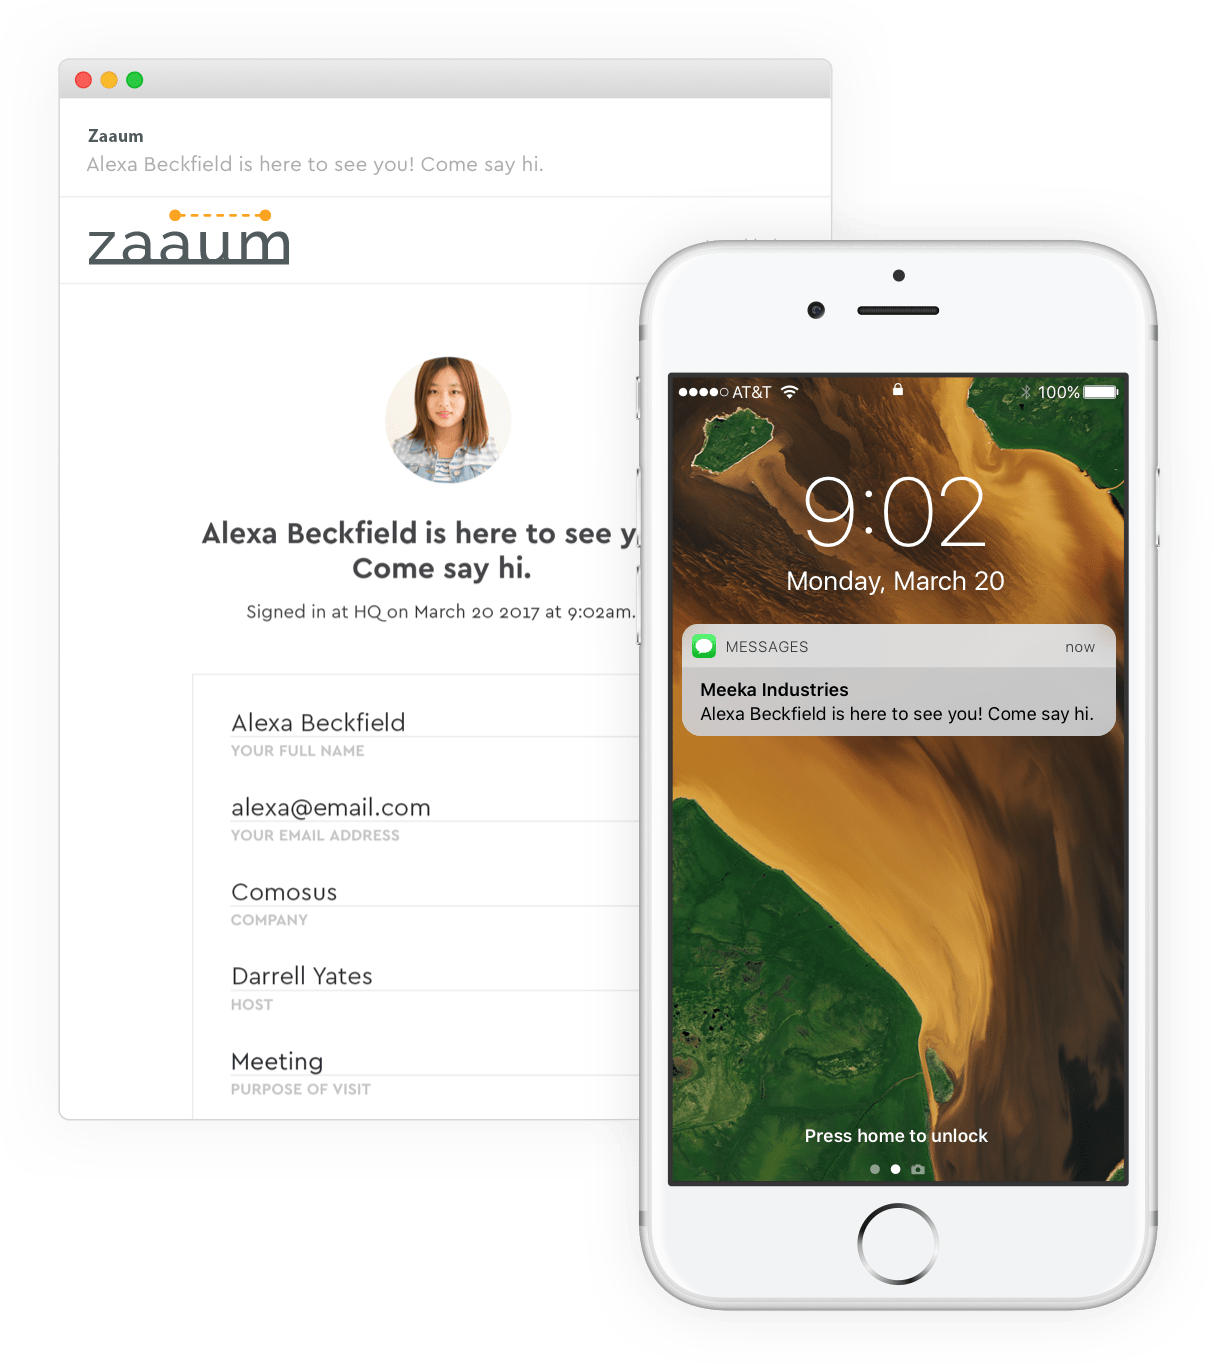 Zaaum
Alexa Beckfield is here to see you! Come say hi.
zaaum
Alexa Beckfield is here to see y
Come say hi.
Signed in at HQ on March 20 2017 at 9:02am.
Alexa Beckfield
YOUR FULL NAME
alexa@email.com
YOUR EMAIL ADDRESS
Comosus
COMPANY
Darrell Yates
HOST
Meeting
PURPOSE OF VISIT
AT&T 100%
9:02
Monday, March 20
MESSAGES now
Meeka Industries
Alexa Beckfield is here to see you! Come say hi.
Press home to unlock